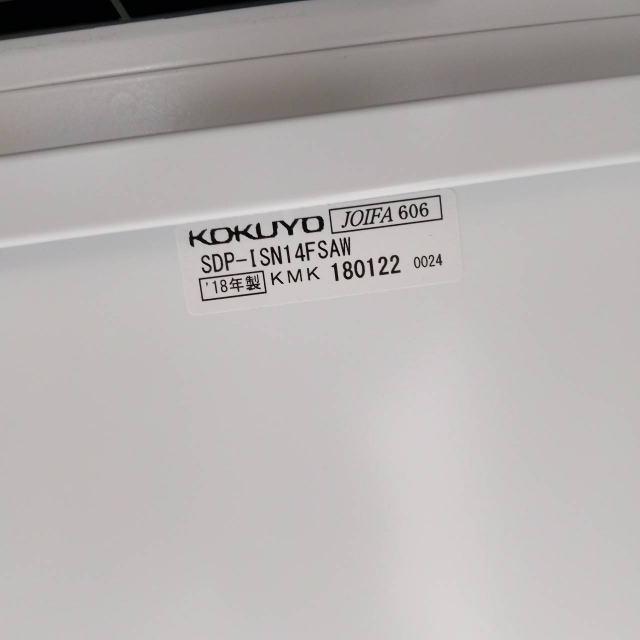 KOKUYO JOIFA 606
SDP-ISN14FSAW
'18年製 KMK 180122 0024